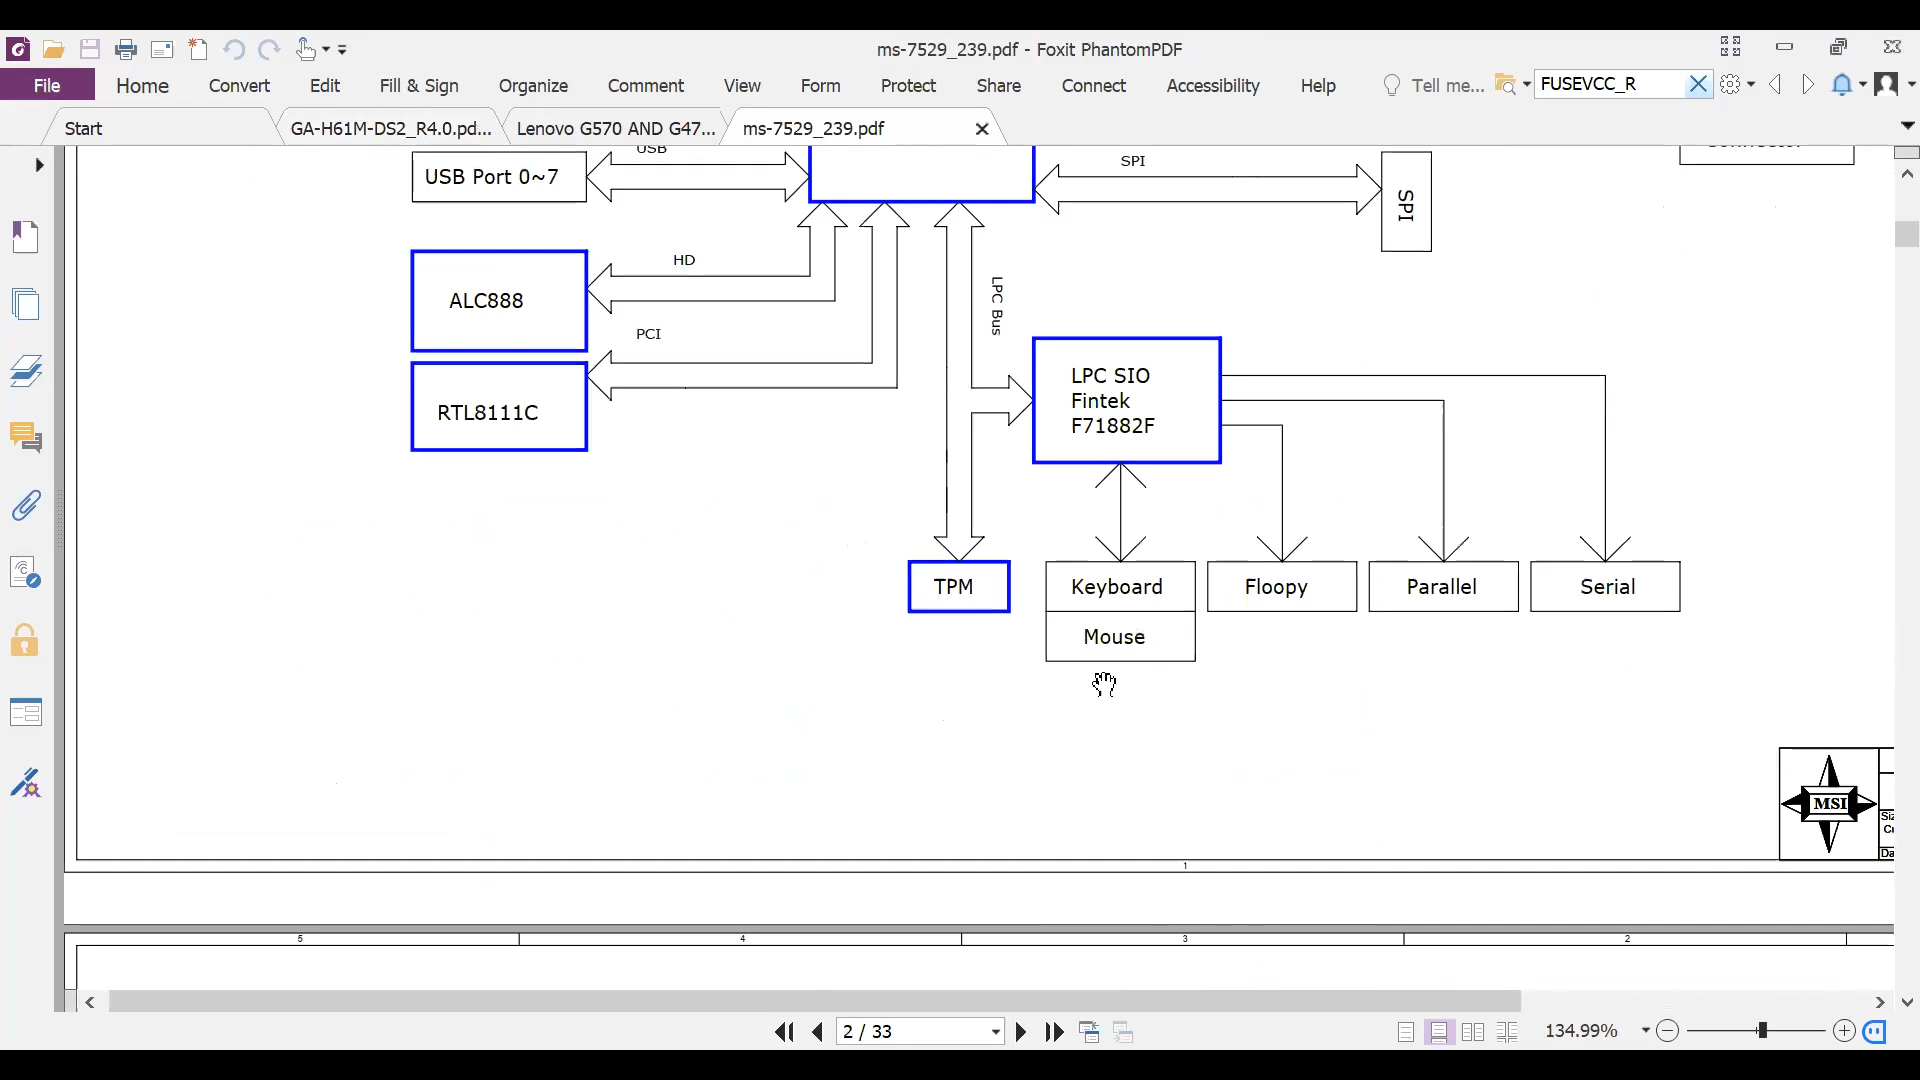 ms-7529_239.pdf - Foxit PhantomPDF
File Home Convert Edit Fill & Sign Organize Comment View Form Protect Share Connect Accessibility Help Tell me... FUSEVCC_R
Start GA-H61M-DS2_R4.0.pd... Lenovo G570 AND G47... ms-7529_239.pdf
USB
USB Port 0~7
SPI
SPI
HD
ALC888
LPC Bus
PCI
RTL8111C
LPC SIO
Fintek
F71882F
TPM
Keyboard
Mouse
Floopy
Parallel
Serial
MSI
1
5 4 3 2
2 / 33
134.99%